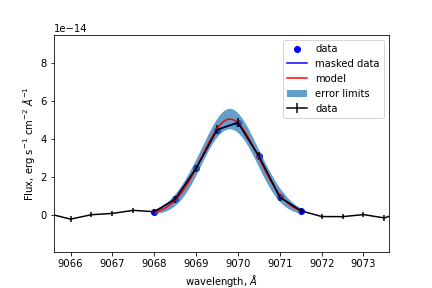 1e−14
8
6
4
2
0
Flux, erg s⁻¹ cm⁻² Å⁻¹
data
masked data
model
error limits
data
9066 9067 9068 9069 9070 9071 9072 9073
wavelength, Å